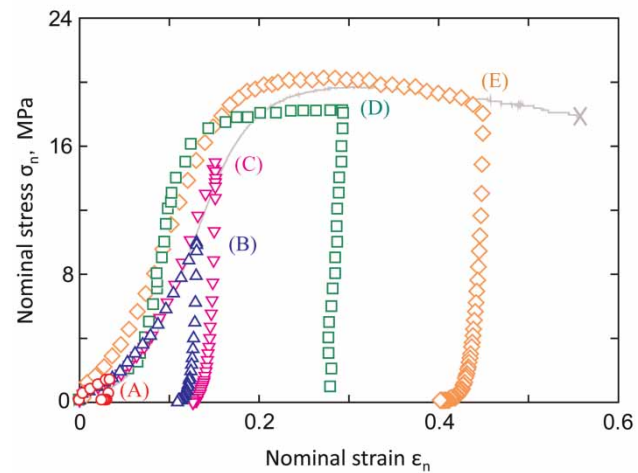 24
16
8
0
Nominal stress σₙ, MPa
(A)
(B)
(C)
(D)
(E)
0
0.2
0.4
0.6
Nominal strain εₙ